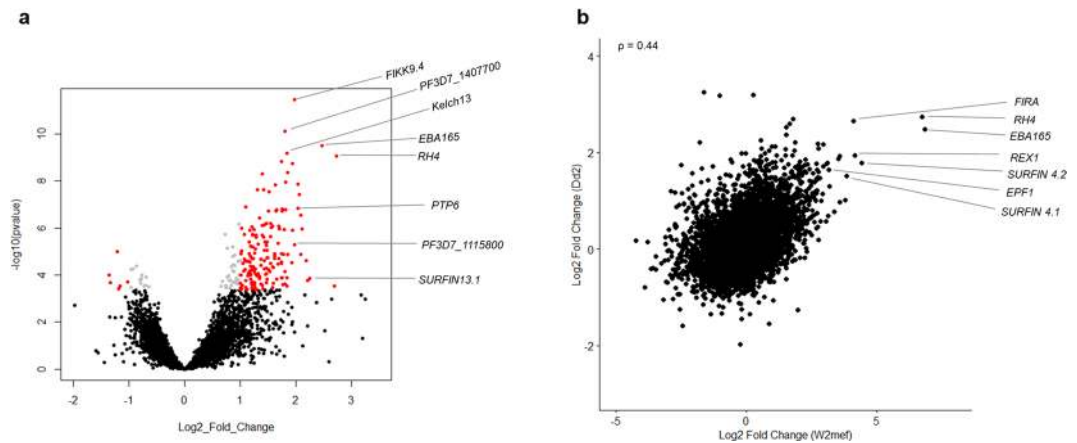 a
FIKK9.4
PF3D7_1407700
Kelch13
EBA165
RH4
PTP6
PF3D7_1115800
SURFIN13.1
10
8
6
4
2
0
-log10(pvalue)
-2
-1
0
1
2
3
Log2_Fold_Change
b
ρ = 0.44
FIRA
RH4
EBA165
REX1
SURFIN 4.2
EPF1
SURFIN 4.1
4
2
0
-2
Log2 Fold Change (Dd2)
-5
0
5
Log2 Fold Change (W2mef)